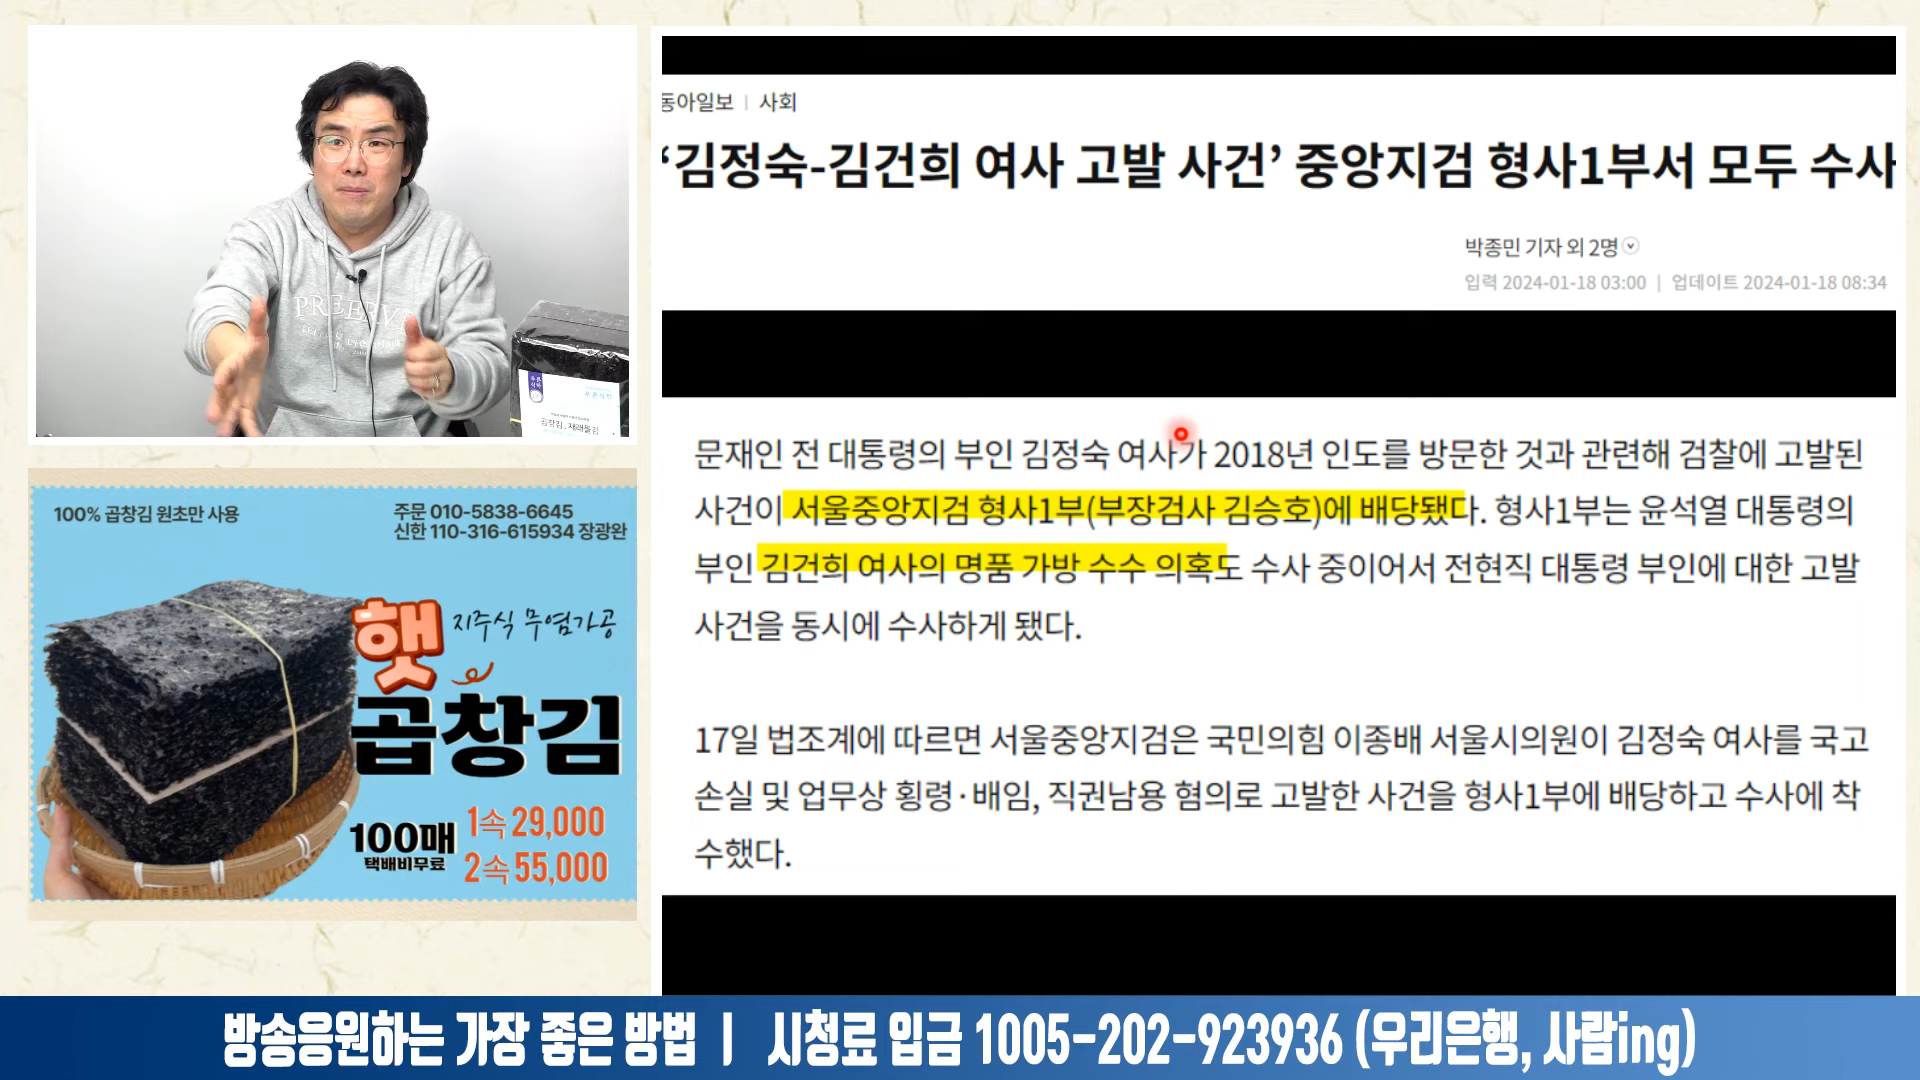 동아일보 | 사회
‘김정숙-김건희 여사 고발 사건’ 중앙지검 형사1부서 모두 수사
박종민 기자 외 2명
입력 2024-01-18 03:00 | 업데이트 2024-01-18 08:34
문재인 전 대통령의 부인 김정숙 여사가 2018년 인도를 방문한 것과 관련해 검찰에 고발된
사건이 서울중앙지검 형사1부(부장검사 김승호)에 배당됐다. 형사1부는 윤석열 대통령의
부인 김건희 여사의 명품 가방 수수 의혹도 수사 중이어서 전현직 대통령 부인에 대한 고발
사건을 동시에 수사하게 됐다.
17일 법조계에 따르면 서울중앙지검은 국민의힘 이종배 서울시의원이 김정숙 여사를 국고
손실 및 업무상 횡령·배임, 직권남용 혐의로 고발한 사건을 형사1부에 배당하고 수사에 착
수했다.
곱창김, 재래돌김
100% 곱창김 원초만 사용
주문 010-5838-6645
신한 110-316-615934 장광완
햇 지주식 무염가공
곱창김
100매
택배비무료
1속 29,000
2속 55,000
방송응원하는 가장 좋은 방법 | 시청료 입금 1005-202-923936 (우리은행, 사람ing)